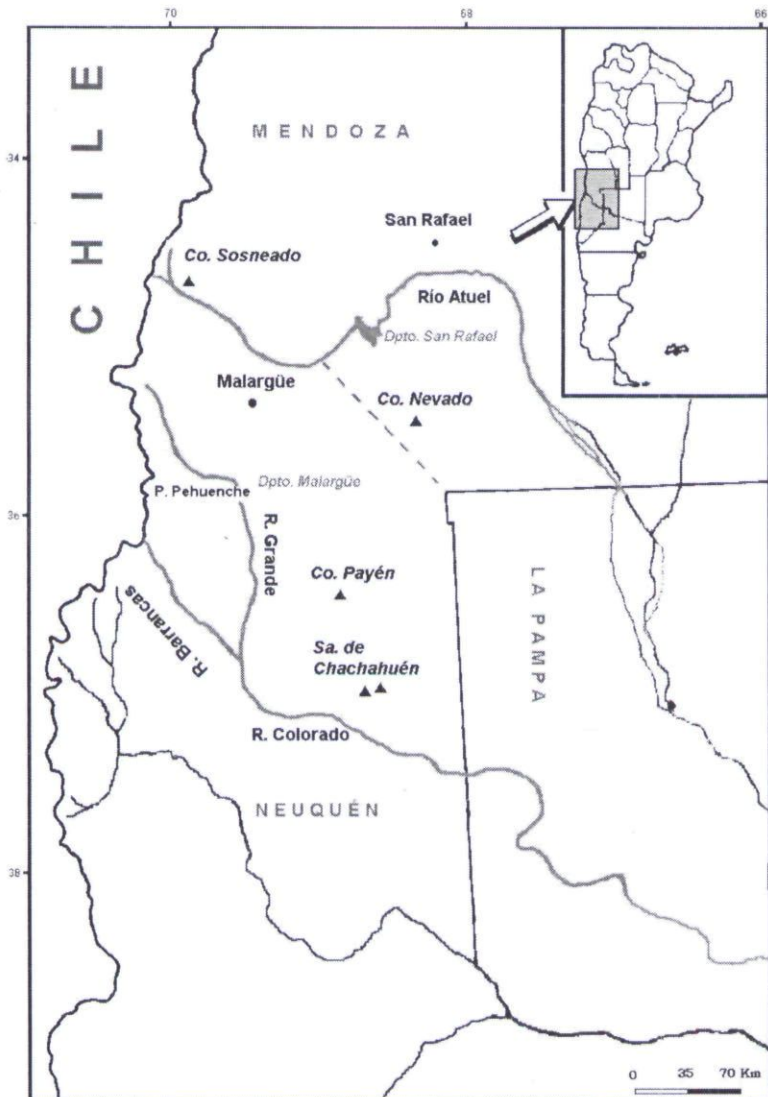 70
68
66
CHILE
MENDOZA
34
San Rafael
Co. Sosneado
Río Atuel
Dpto. San Rafael
Malargüe
Co. Nevado
Dpto. Malargüe
P. Pehuenche
36
R. Grande
Co. Payén
R. Barrancas
LA PAMPA
Sa. de
Chachahuén
R. Colorado
NEUQUÉN
38
0 35 70 Km